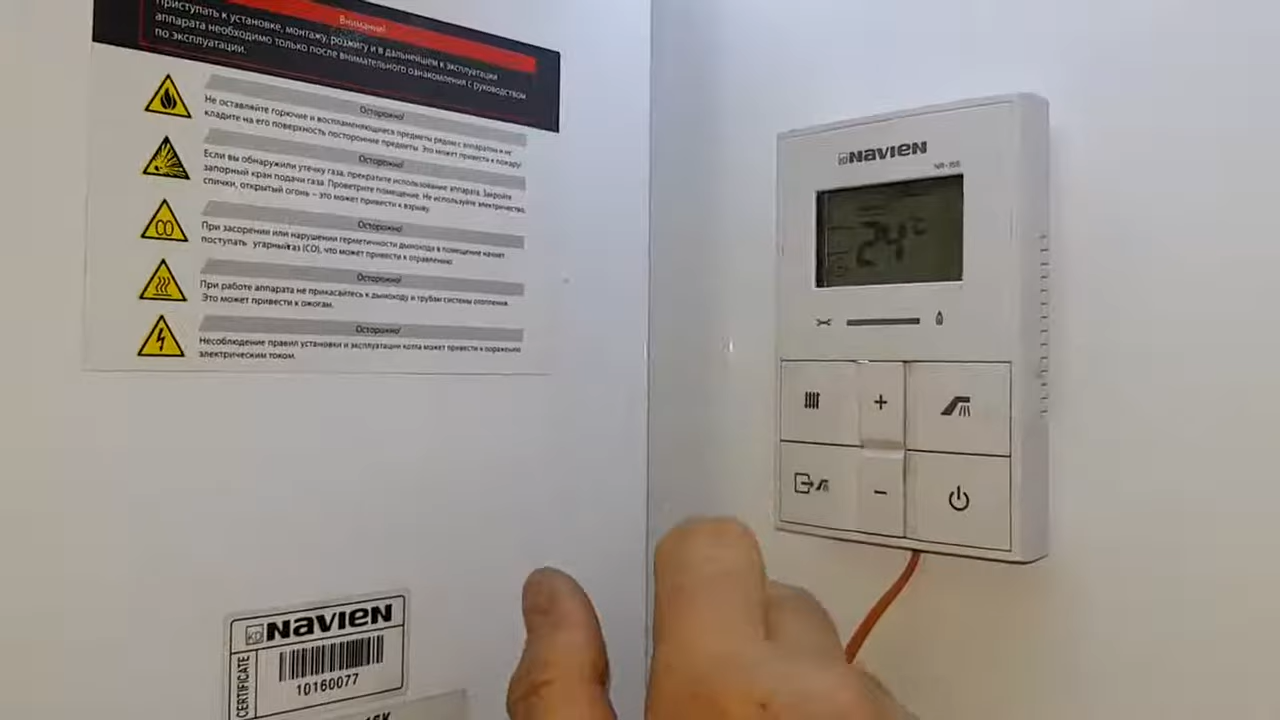 Внимание!
Приступать к установке, монтажу, розжигу и в дальнейшем к эксплуатации
аппарата необходимо только после внимательного ознакомления с руководством
по эксплуатации.
Осторожно!
Не оставляйте горючие и воспламеняющиеся предметы рядом с аппаратом и не
кладите на его поверхность посторонние предметы. Это может привести к пожару!
Осторожно!
Если вы обнаружили утечку газа, прекратите использование аппарата. Закройте
запорный кран подачи газа. Проветрите помещение. Не используйте электричество,
спички, открытый огонь – это может привести к взрыву.
Осторожно!
CO
При засорении или нарушении герметичности дымохода в помещение начнет
поступать угарный газ (CO), что может привести к отравлению.
Осторожно!
При работе аппарата не прикасайтесь к дымоходу и трубам системы отопления.
Это может привести к ожогам.
Осторожно!
Несоблюдение правил установки и эксплуатации котла может привести к поражению
электрическим током.
KD NAVIEN
CERTIFICATE
10160077
KD NAVIEN
24°C
+
−